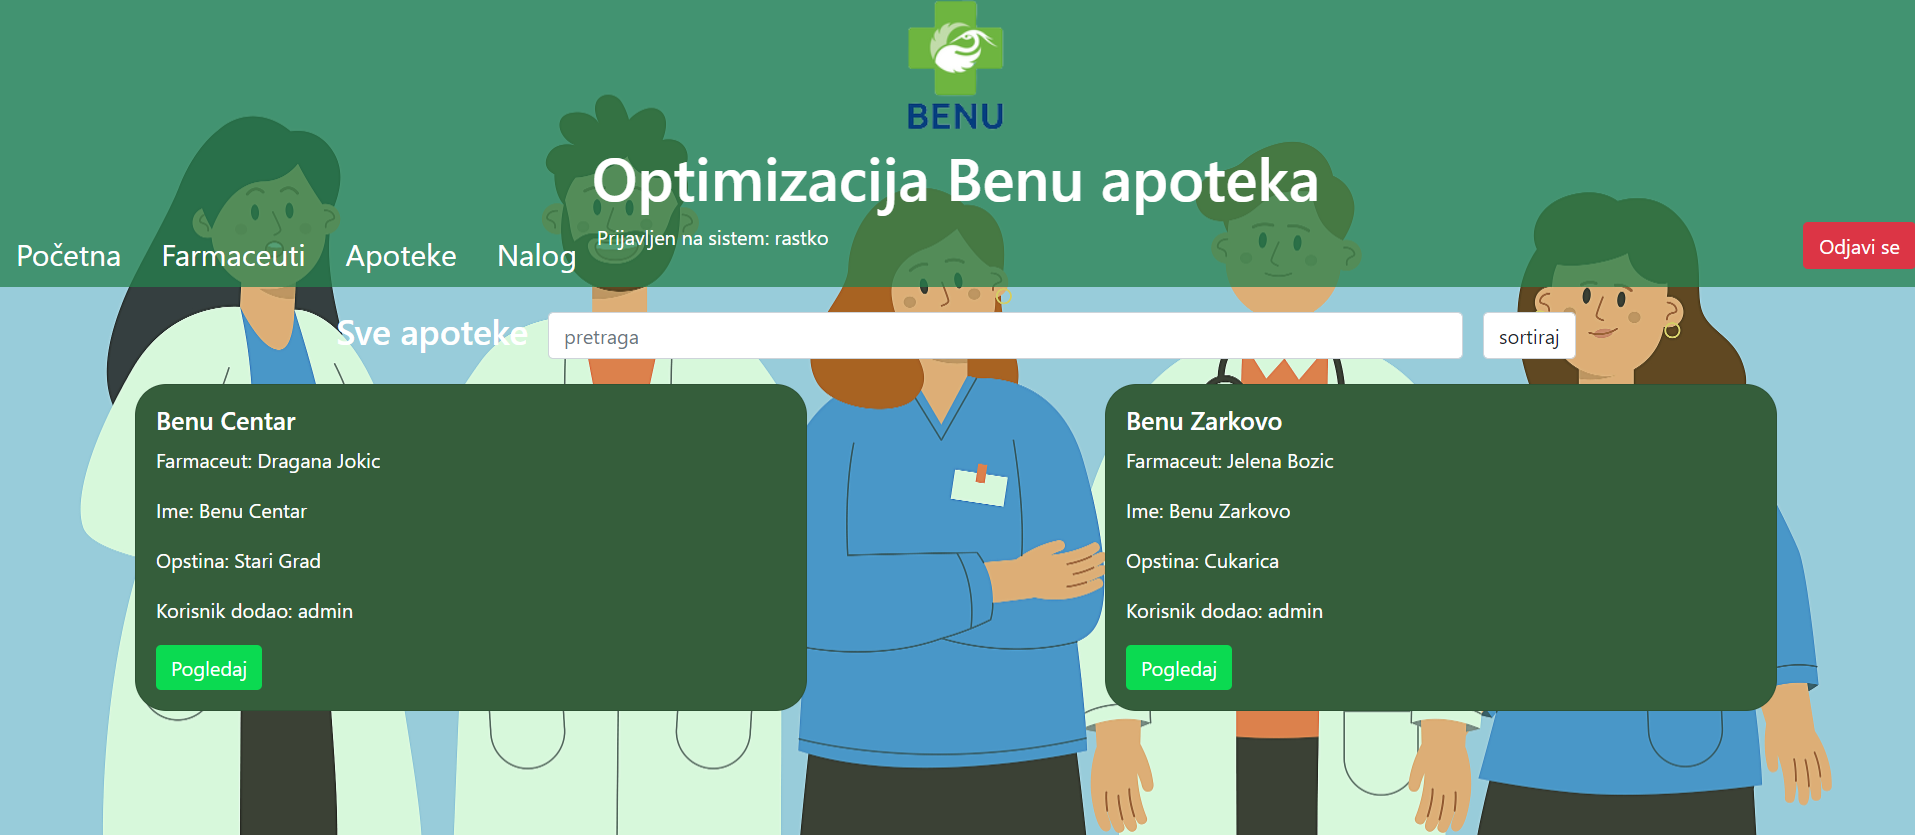 BENU
Optimizacija Benu apoteka
Početna Farmaceuti Apoteke Nalog Prijavljen na sistem: rastko Odjavi se
Sve apoteke pretraga sortiraj
Benu Centar
Farmaceut: Dragana Jokic
Ime: Benu Centar
Opstina: Stari Grad
Korisnik dodao: admin
Pogledaj
Benu Zarkovo
Farmaceut: Jelena Bozic
Ime: Benu Zarkovo
Opstina: Cukarica
Korisnik dodao: admin
Pogledaj